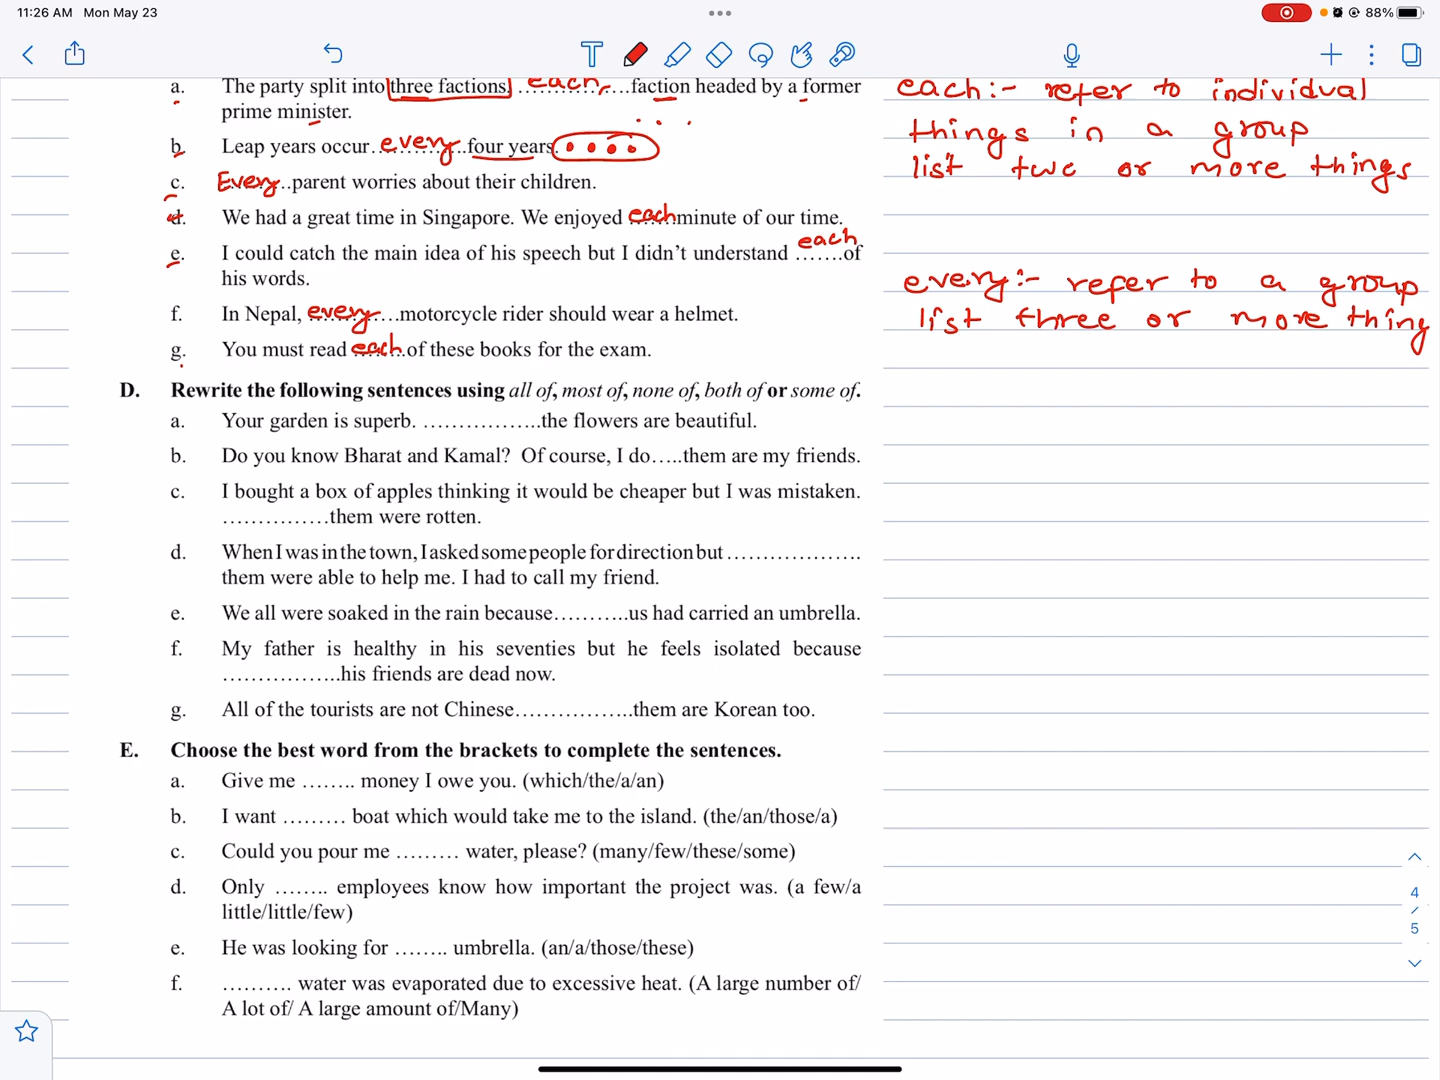 11:26 AM Mon May 23
88%
a. The party split into three factions, each faction headed by a former
prime minister.
b. Leap years occur...every...four years.
c. Every..parent worries about their children.
d. We had a great time in Singapore. We enjoyed each minute of our time.
e. I could catch the main idea of his speech but I didn't understand each.......of
his words.
f. In Nepal, every...motorcycle rider should wear a helmet.
g. You must read each.of these books for the exam.
D. Rewrite the following sentences using all of, most of, none of, both of or some of.
a. Your garden is superb. ………………..the flowers are beautiful.
b. Do you know Bharat and Kamal? Of course, I do…..them are my friends.
c. I bought a box of apples thinking it would be cheaper but I was mistaken.
……………them were rotten.
d. When I was in the town, I asked some people for direction but ……………….
them were able to help me. I had to call my friend.
e. We all were soaked in the rain because………..us had carried an umbrella.
f. My father is healthy in his seventies but he feels isolated because
……………..his friends are dead now.
g. All of the tourists are not Chinese……………..them are Korean too.
E. Choose the best word from the brackets to complete the sentences.
a. Give me …….. money I owe you. (which/the/a/an)
b. I want ……… boat which would take me to the island. (the/an/those/a)
c. Could you pour me ……… water, please? (many/few/these/some)
d. Only …….. employees know how important the project was. (a few/a
little/little/few)
e. He was looking for …….. umbrella. (an/a/those/these)
f. ………. water was evaporated due to excessive heat. (A large number of/
A lot of/ A large amount of/Many)
each:- refer to individual
things in a group
list two or more things
every:- refer to a group
list three or more thing
4
/
5